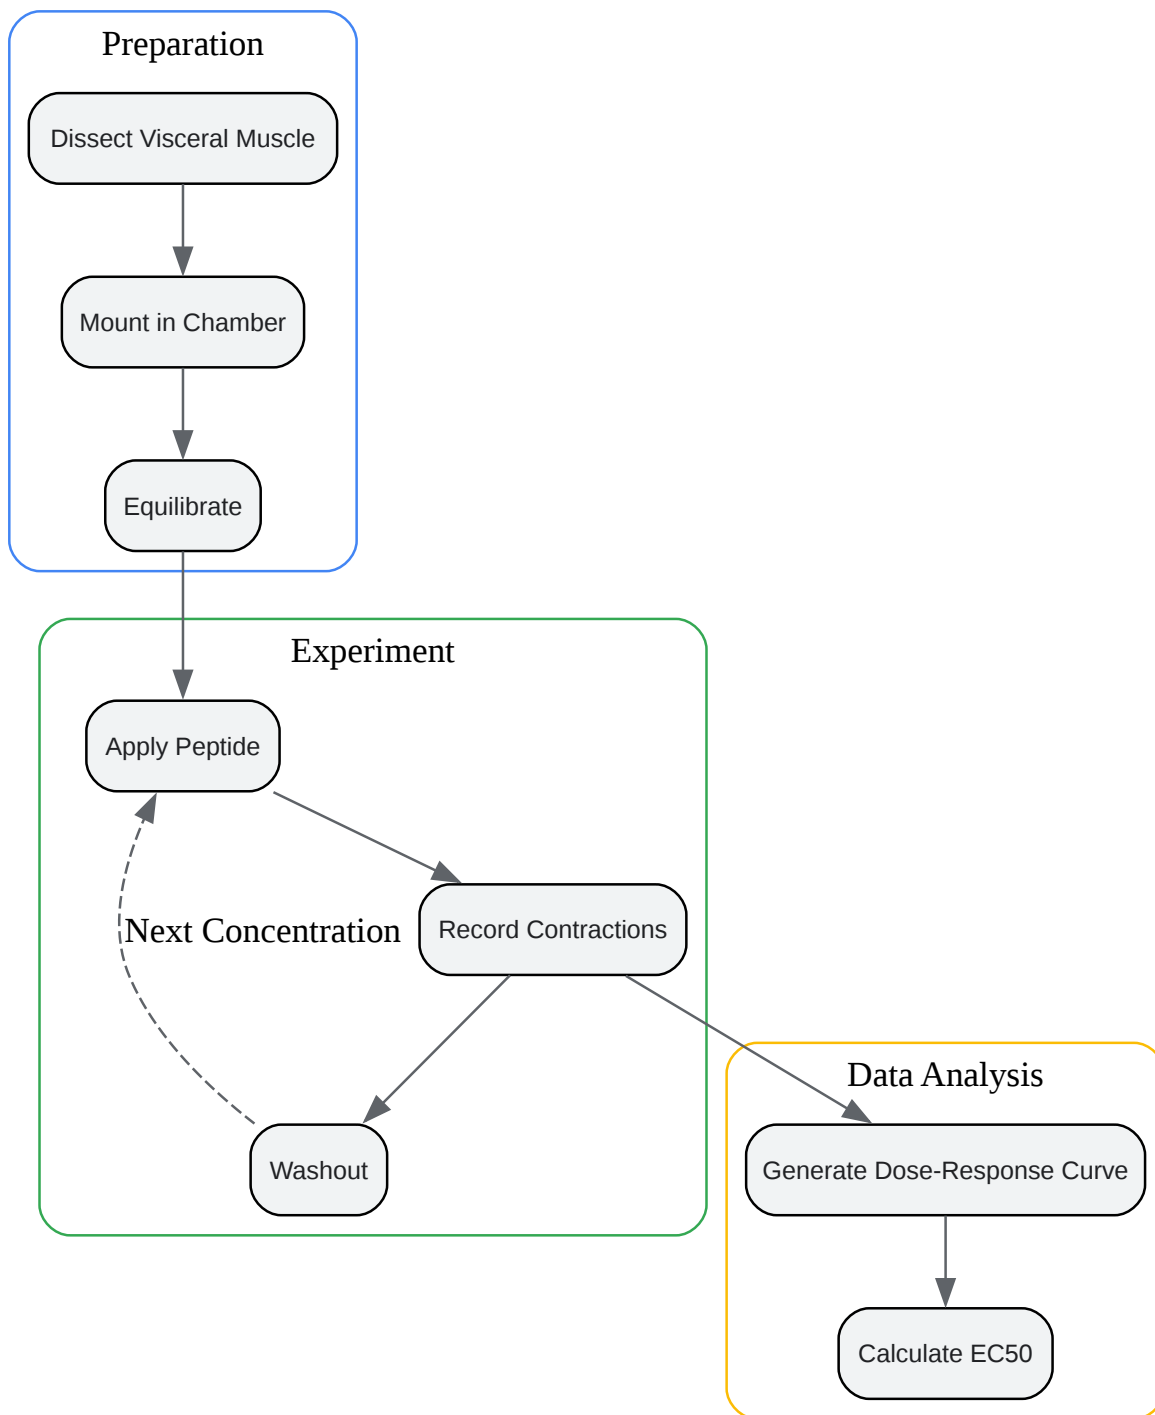 Preparation
Dissect Visceral Muscle
Mount in Chamber
Equilibrate
Experiment
Apply Peptide
Next Concentration
Record Contractions
Washout
Data Analysis
Generate Dose-Response Curve
Calculate EC50